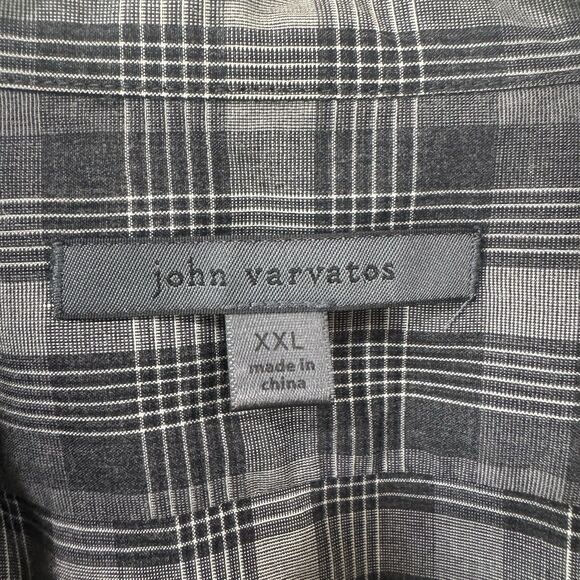 john varvatos
XXL
made in
china